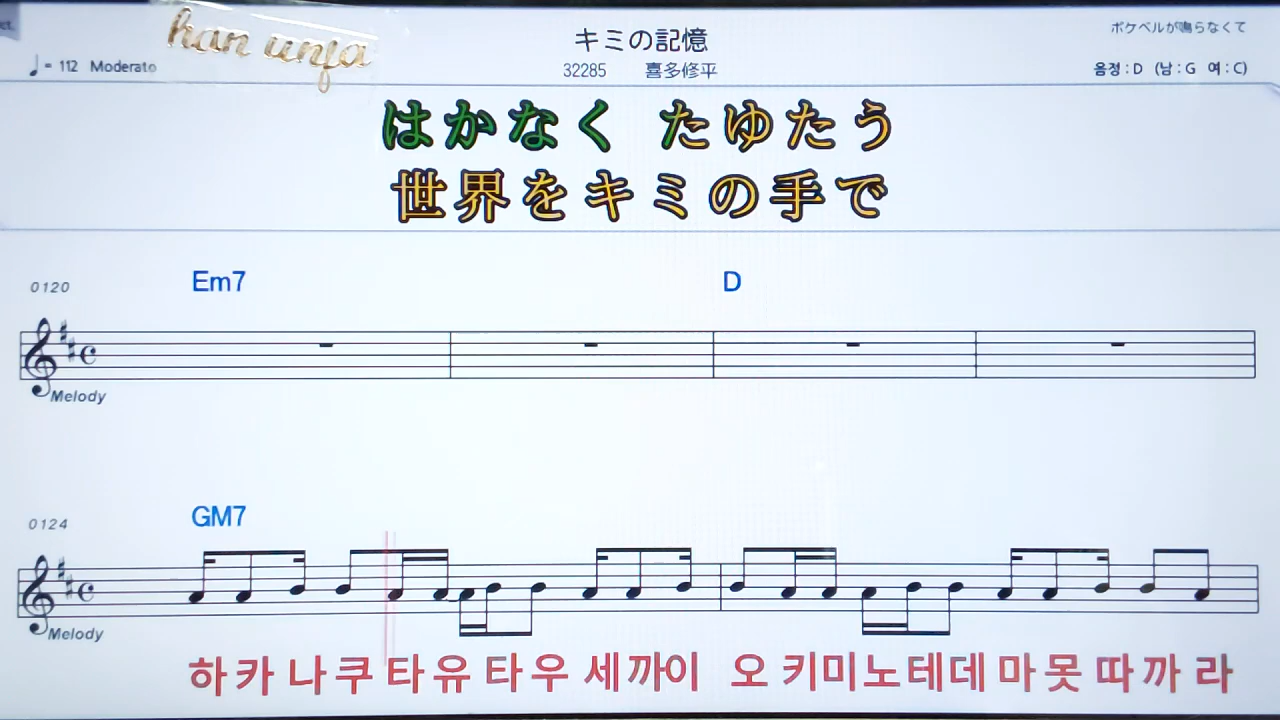 ct.
han unja
キミの記憶
ポケベルが鳴らなくて
♩= 112 Moderato
32285 喜多修平
음정 : D (남 : G 여 : C)
はかなく たゆたう
世界をキミの手で
0120
Em7 D
Melody
0124
GM7
Melody
하카 나쿠 타유 타우 세까이 오 키미노테데 마못 따까 라